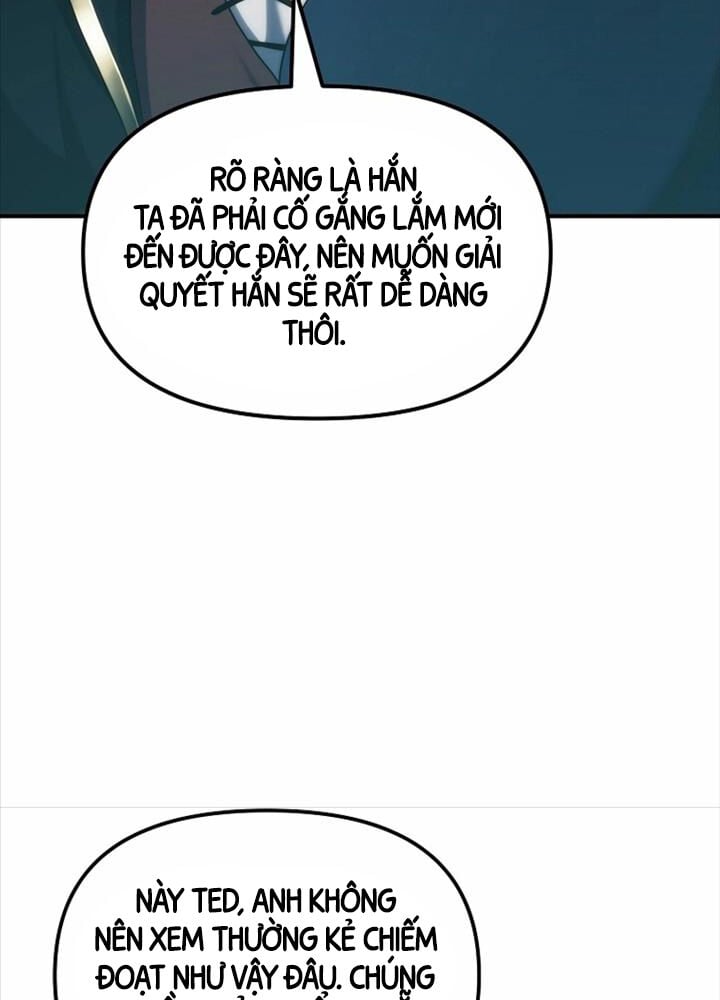 RÕ RÀNG LÀ HẮN
TA ĐÃ PHẢI CỐ GẮNG LẮM MỚI
ĐẾN ĐƯỢC ĐÂY, NÊN MUỐN GIẢI
QUYẾT HẮN SẼ RẤT DỄ DÀNG
THÔI.
NÀY TED, ANH KHÔNG
NÊN XEM THƯỜNG KẺ CHIẾM
ĐOẠT NHƯ VẬY ĐÂU. CHÚNG